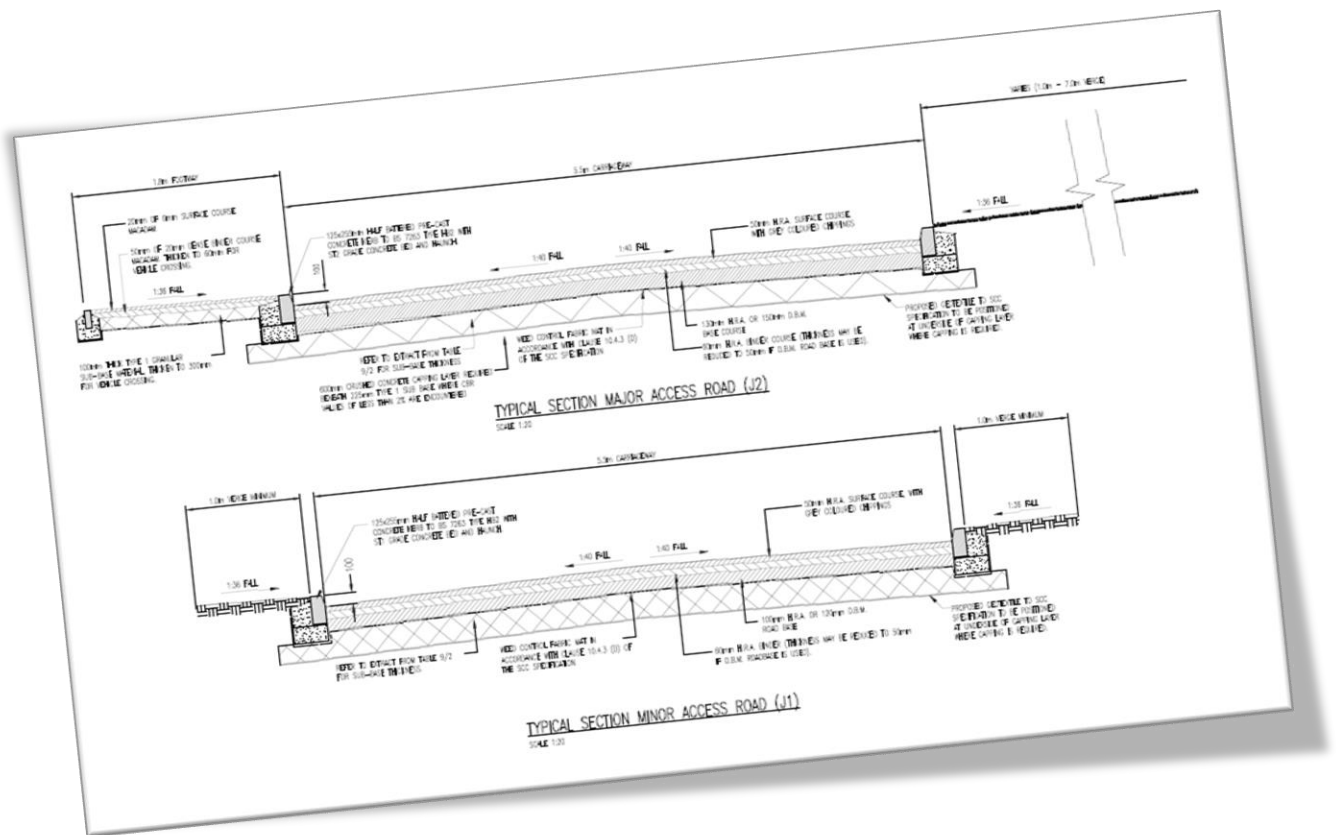 VARIES (1.0m - 7.0m VERGE)
1.8m FOOTWAY
5.5m CARRIAGEWAY
20mm OF 6mm SURFACE COURSE
MACADAM.
50mm OF 20mm DENSE BINDER COURSE
MACADAM. THICKEN TO 60mm FOR
VEHICLE CROSSING.
125x255mm HALF BATTERED PRE-CAST
CONCRETE KERB TO BS 7263 TYPE HB2 WITH
ST1 GRADE CONCRETE BED AND HAUNCH.
100
1:36 FALL
1:40 FALL
1:40 FALL
50mm H.R.A. SURFACE COURSE
WITH GREY COLOURED CHIPPINGS
1:36 FALL
100mm THICK TYPE 1 GRANULAR
SUB-BASE MATERIAL THICKEN TO 300mm
FOR VEHICLE CROSSING.
REFER TO EXTRACT FROM TABLE
9/2 FOR SUB-BASE THICKNESS
600mm CRUSHED CONCRETE CAPPING LAYER REQUIRED
BENEATH 225mm TYPE 1 SUB BASE WHERE CBR
VALUES OF LESS THAN 2% ARE ENCOUNTERED
WEED CONTROL FABRIC MAT IN
ACCORDANCE WITH CLAUSE 10.4.3 (D)
OF THE SCC SPECIFICATION
130mm H.R.A. OR 150mm D.B.M.
BASE COURSE
60mm H.R.A. BINDER COURSE (THICKNESS MAY BE
REDUCED TO 50mm IF D.B.M. ROAD BASE IS USED).
PROPOSED GEOTEXTILE TO SCC
SPECIFICATION TO BE POSITIONED
AT UNDERSIDE OF CAPPING LAYER
WHERE CAPPING IS REQUIRED.
TYPICAL SECTION MAJOR ACCESS ROAD (J2)
SCALE 1:20
1.0m VERGE MINIMUM
5.5m CARRIAGEWAY
1.0m VERGE MINIMUM
125x255mm HALF BATTERED PRE-CAST
CONCRETE KERB TO BS 7263 TYPE HB2 WITH
ST1 GRADE CONCRETE BED AND HAUNCH.
100
1:36 FALL
1:40 FALL
1:40 FALL
50mm H.R.A. SURFACE COURSE, WITH
GREY COLOURED CHIPPINGS
1:36 FALL
REFER TO EXTRACT FROM TABLE 9/2
FOR SUB-BASE THICKNESS
WEED CONTROL FABRIC MAT IN
ACCORDANCE WITH CLAUSE 10.4.3 (D) OF
THE SCC SPECIFICATION
100mm H.R.A. OR 120mm D.B.M.
ROAD BASE
60mm H.R.A. BINDER (THICKNESS MAY BE REDUCED TO 50mm
IF D.B.M. ROADBASE IS USED).
PROPOSED GEOTEXTILE TO SCC
SPECIFICATION TO BE POSITIONED
AT UNDERSIDE OF CAPPING LAYER
WHERE CAPPING IS REQUIRED.
TYPICAL SECTION MINOR ACCESS ROAD (J1)
SCALE 1:20